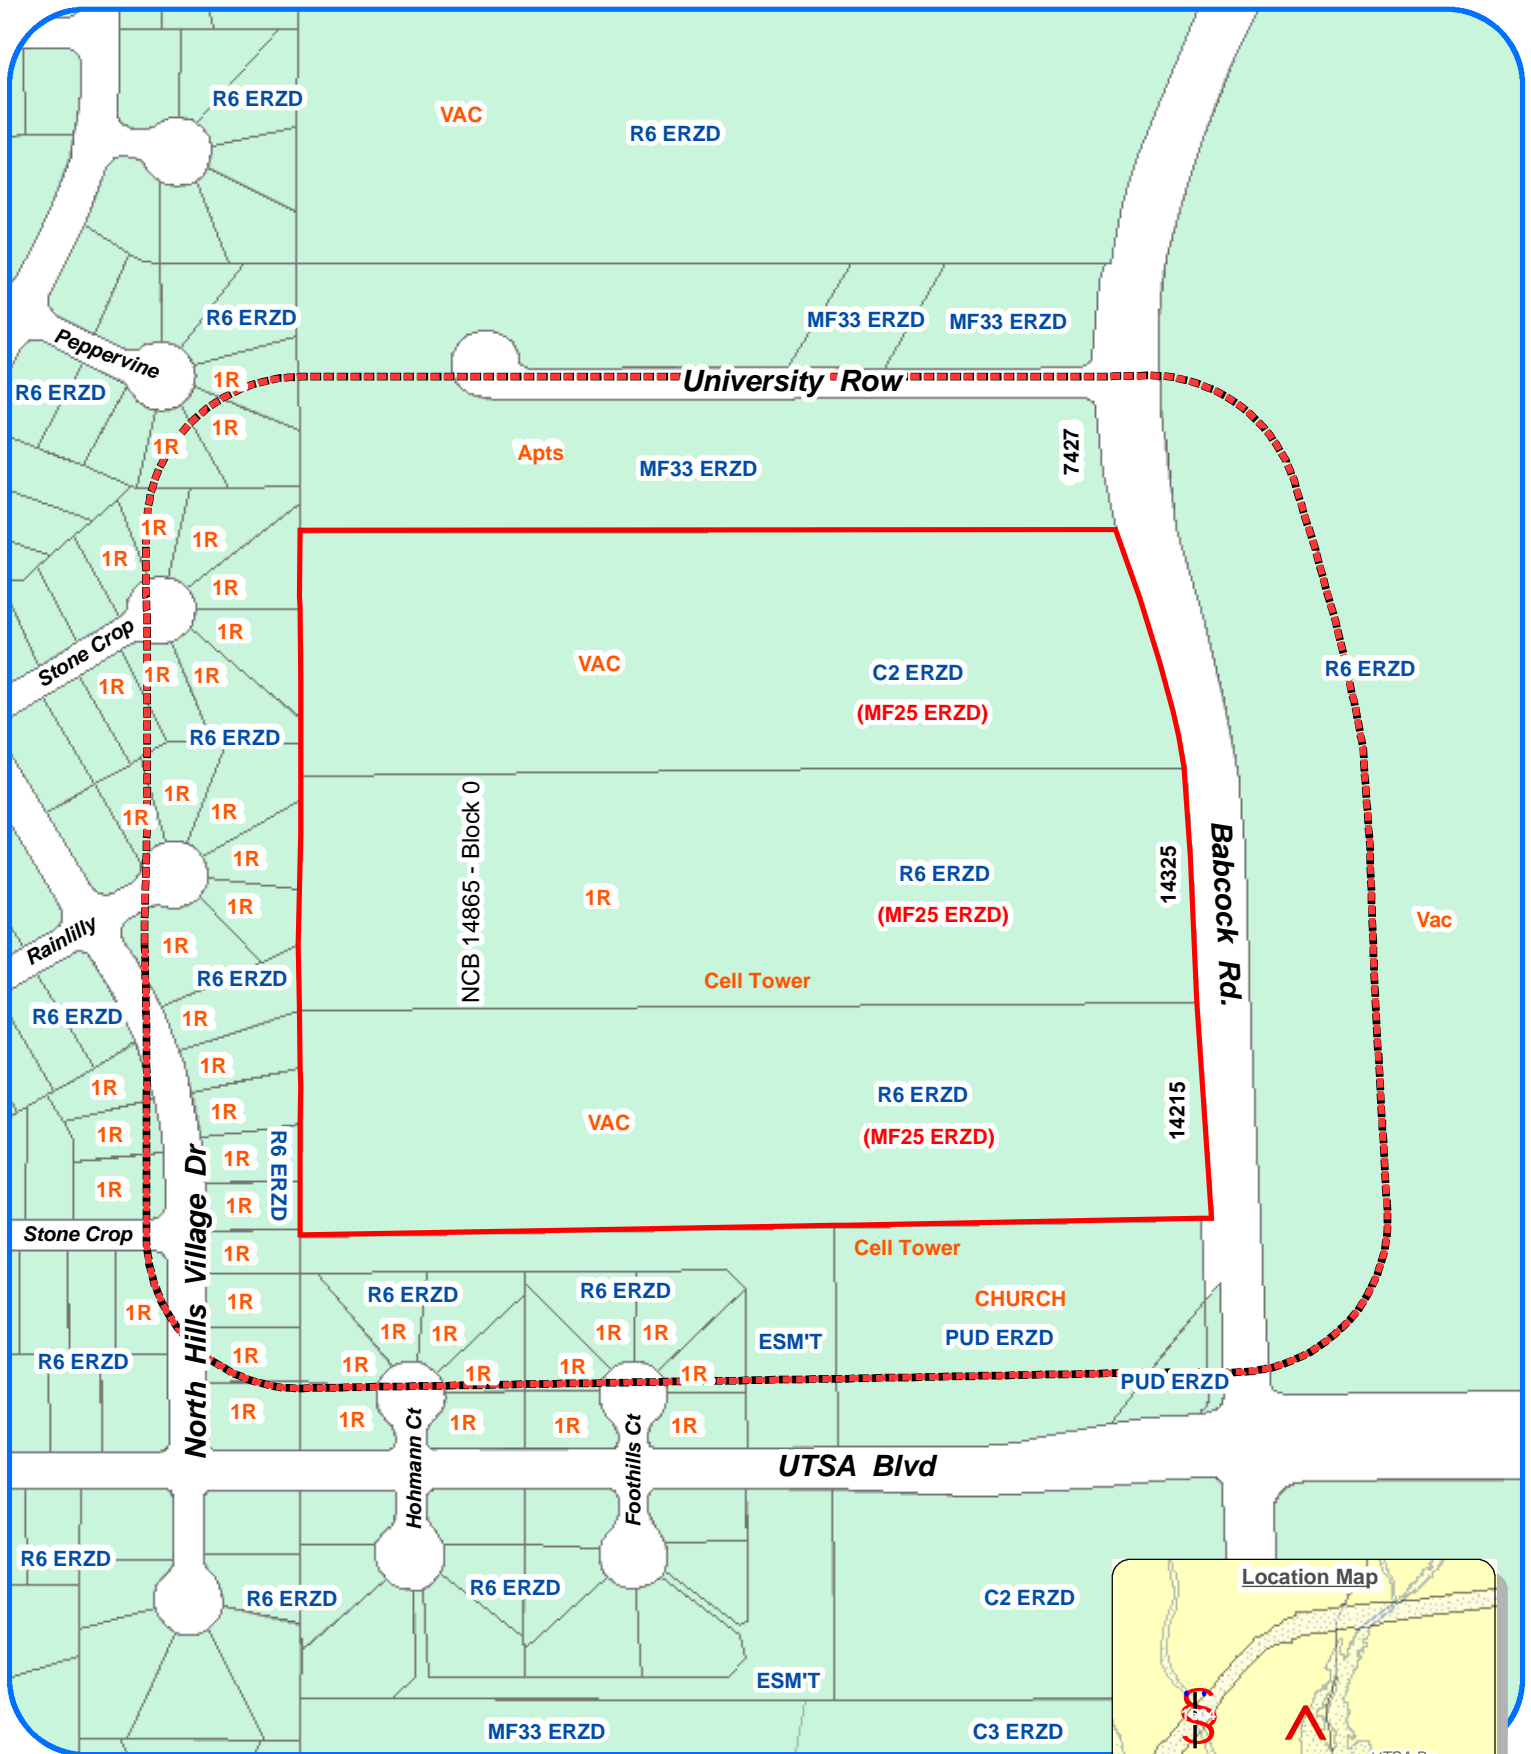 R6 ERZD
VAC
R6 ERZD
R6 ERZD
MF33 ERZD
MF33 ERZD
Peppervine
1R
University Row
R6 ERZD
1R
1R
Apts
MF33 ERZD
7427
1R
1R
1R
1R
1R
Stone Crop
VAC
C2 ERZD
(MF25 ERZD)
R6 ERZD
1R
1R
1R
R6 ERZD
1R
1R
1R
NCB 14865 - Block 0
1R
1R
1R
R6 ERZD
(MF25 ERZD)
14325
Babcock Rd.
Vac
Rainlilly
1R
R6 ERZD
Cell Tower
R6 ERZD
1R
1R
1R
1R
VAC
R6 ERZD
(MF25 ERZD)
14215
1R
1R
R6 ERZD
1R
1R
North Hills Village Dr
Stone Crop
1R
Cell Tower
1R
1R
R6 ERZD
R6 ERZD
CHURCH
1R
1R
1R
1R
ESM'T
PUD ERZD
R6 ERZD
1R
1R
1R
1R
1R
PUD ERZD
1R
1R
1R
1R
1R
Hohmann Ct
Foothills Ct
UTSA Blvd
R6 ERZD
R6 ERZD
R6 ERZD
C2 ERZD
Location Map
ESM'T
MF33 ERZD
C3 ERZD